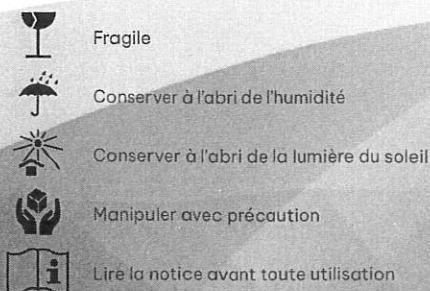 Fragile
Conserver à l'abri de l'humidité
Conserver à l'abri de la lumière du soleil
Manipuler avec précaution
Lire la notice avant toute utilisation